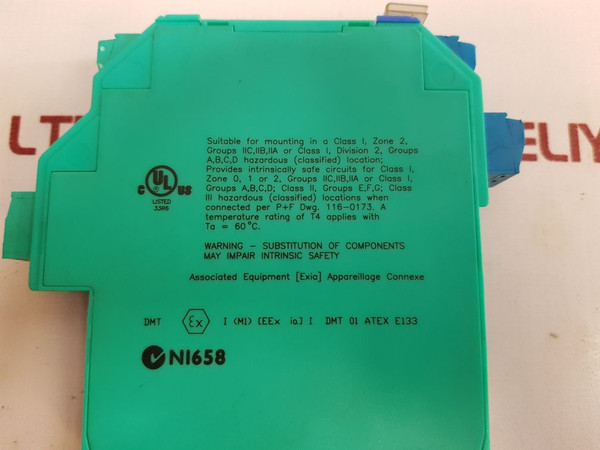 Suitable for mounting in a Class I, Zone 2,
Groups IIC,IIB,IIA or Class I, Division 2, Groups
A,B,C,D hazardous (classified) location;
Provides intrinsically safe circuits for Class I,
Zone 0, 1 or 2, Groups IIC,IIB,IIA or Class I,
Groups A,B,C,D; Class II, Groups E,F,G; Class
III hazardous (classified) locations when
connected per P+F Dwg. 116-0173. A
temperature rating of T4 applies with
Ta = 60°C.
C UL US
LISTED
33R6
WARNING - SUBSTITUTION OF COMPONENTS
MAY IMPAIR INTRINSIC SAFETY
Associated Equipment [Exia] Appareillage Connexe
DMT Ex I (M1) [EEx ia] I DMT 01 ATEX E133
N1658
LT
ELIY